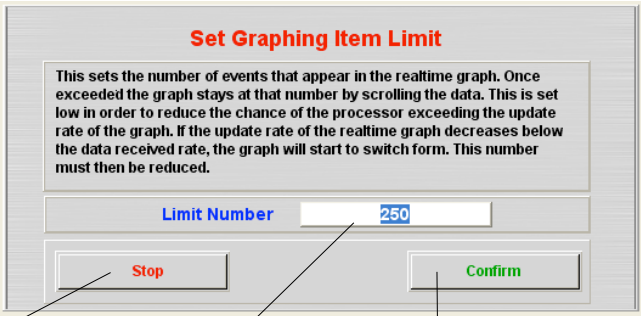 Set Graphing Item Limit
This sets the number of events that appear in the realtime graph. Once
exceeded the graph stays at that number by scrolling the data. This is set
low in order to reduce the chance of the processor exceeding the update
rate of the graph. If the update rate of the realtime graph decreases below
the data received rate, the graph will start to switch form. This number
must then be reduced.
Limit Number 250
Stop Confirm